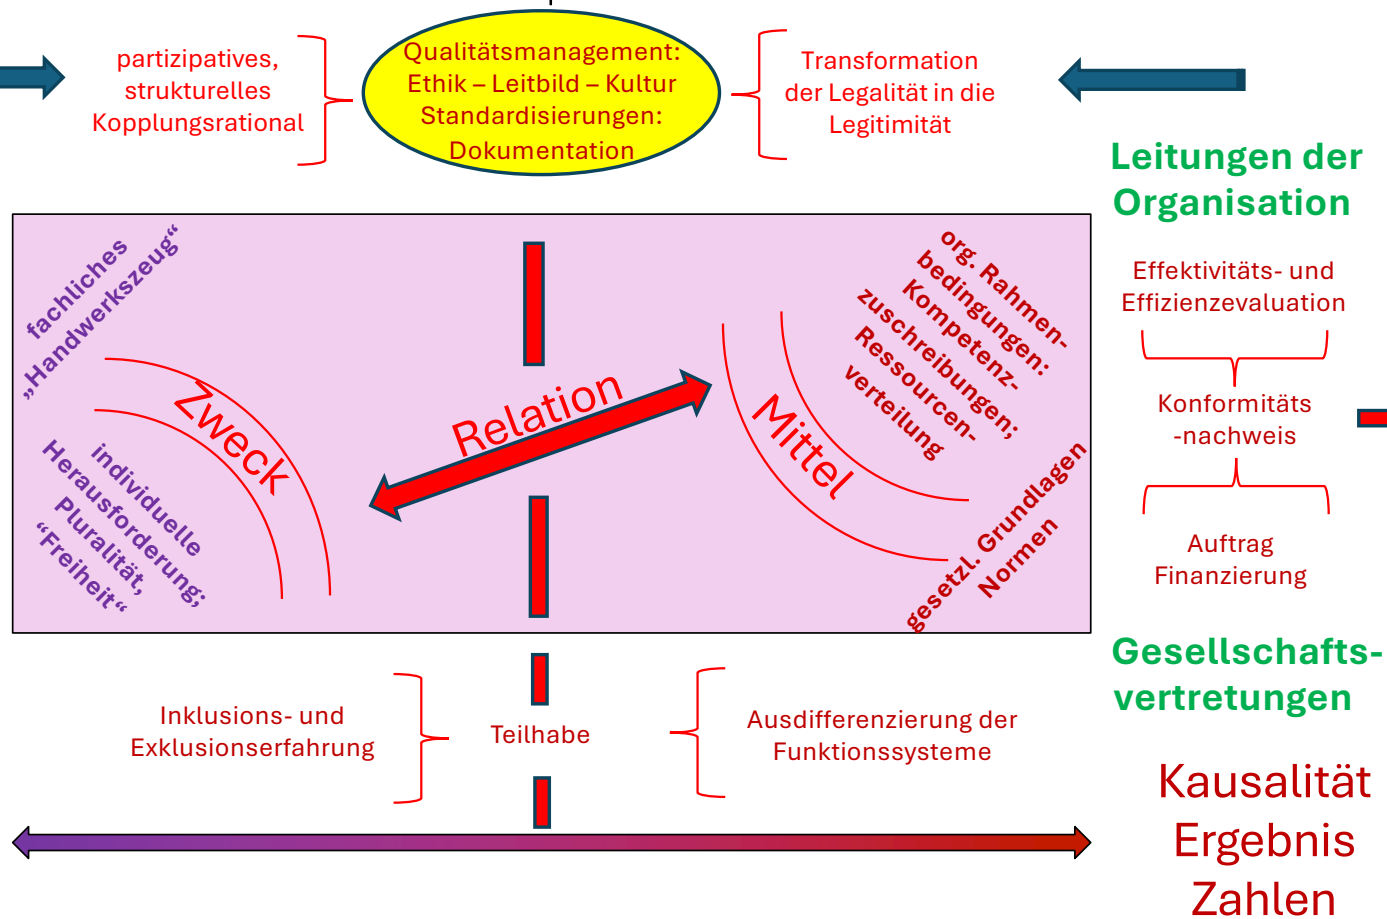 partizipatives,
strukturelles
Kopplungsrational
Qualitätsmanagement:
Ethik – Leitbild – Kultur
Standardisierungen:
Dokumentation
Transformation
der Legalität in die
Legitimität
Leitungen der
Organisation
fachliches
„Handwerkszeug“
Zweck
individuelle
Herausforderung;
Pluralität,
“Freiheit“
Relation
Mittel
org. Rahmen-
bedingungen:
Kompetenz-
zuschreibungen;
Ressourcen-
verteilung
gesetzl. Grundlagen
Normen
Effektivitäts- und
Effizienzevaluation
Konformitäts
-nachweis
Auftrag
Finanzierung
Gesellschafts-
vertretungen
Inklusions- und
Exklusionserfahrung
Teilhabe
Ausdifferenzierung der
Funktionssysteme
Kausalität
Ergebnis
Zahlen